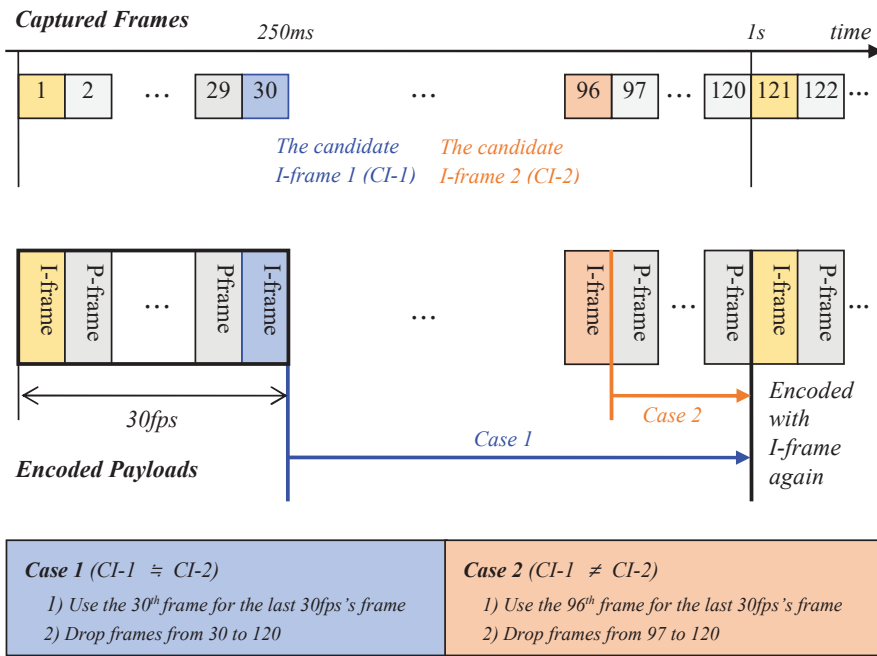 Captured Frames
250ms
1s
time
1 2 ... 29 30 ... 96 97 ... 120 121 122 ...
The candidate
I-frame 1 (CI-1)
The candidate
I-frame 2 (CI-2)
I-frame
P-frame
...
Pframe
I-frame
...
I-frame
P-frame
...
P-frame
I-frame
P-frame
...
30fps
Case 1
Case 2
Encoded
with
I-frame
again
Encoded Payloads
Case 1 (CI-1 ≒ CI-2)
1) Use the 30th frame for the last 30fps's frame
2) Drop frames from 30 to 120
Case 2 (CI-1 ≠ CI-2)
1) Use the 96th frame for the last 30fps's frame
2) Drop frames from 97 to 120